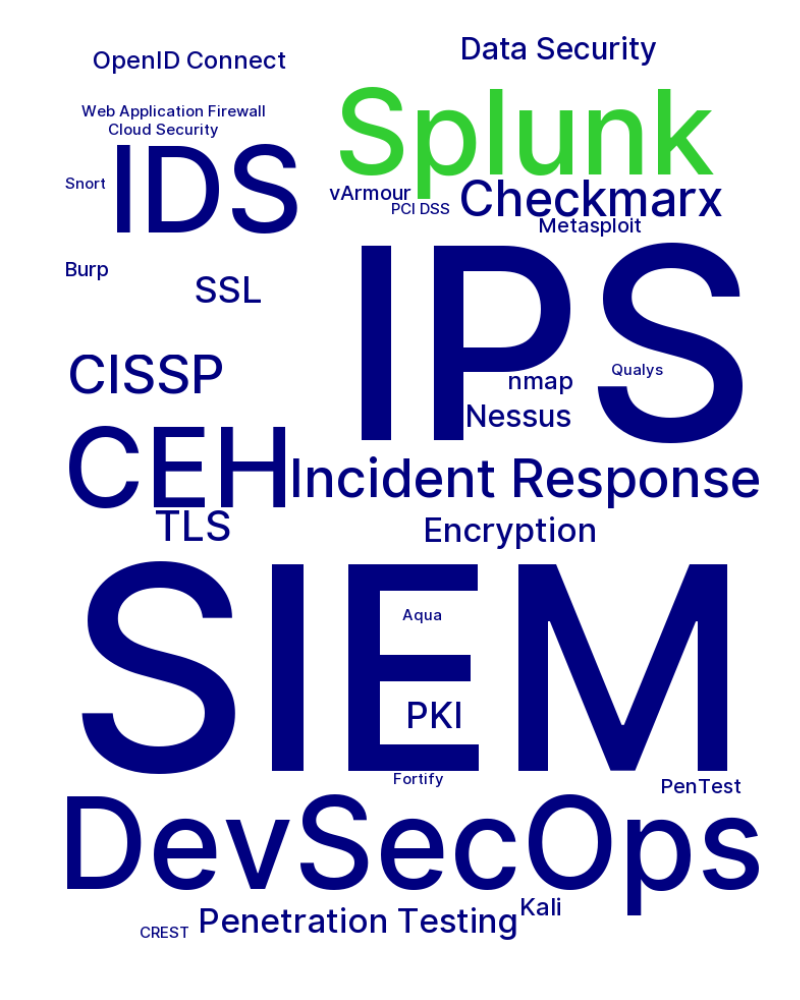 Data Security
OpenID Connect
Splunk
Web Application Firewall
Cloud Security
IDS
Snort
vArmour
Checkmarx
PCI DSS
Metasploit
Burp
SSL
IPS
CISSP
Qualys
nmap
Nessus
CEH
Incident Response
TLS
Encryption
SIEM
Aqua
PKI
Fortify
PenTest
DevSecOps
Kali
Penetration Testing
CREST